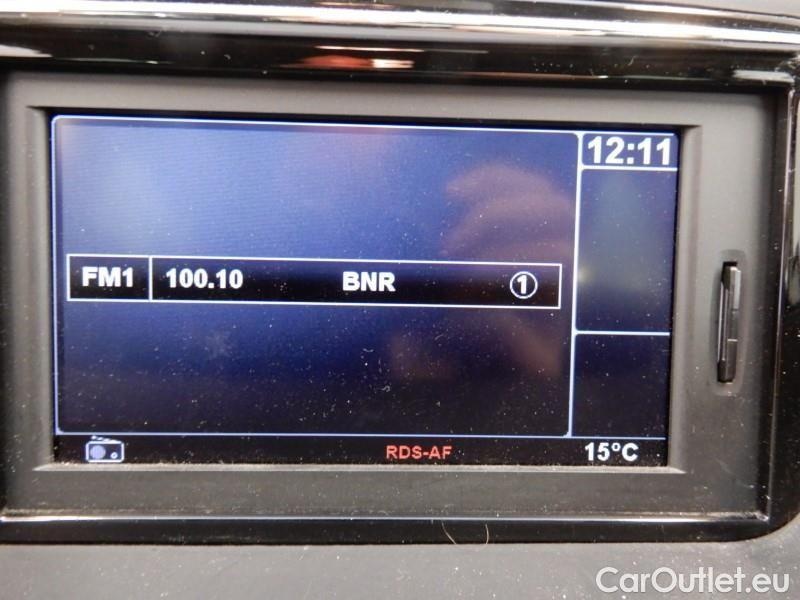 12:11
FM1 100.10 BNR 1
RDS-AF 15°C
CarOutlet.eu